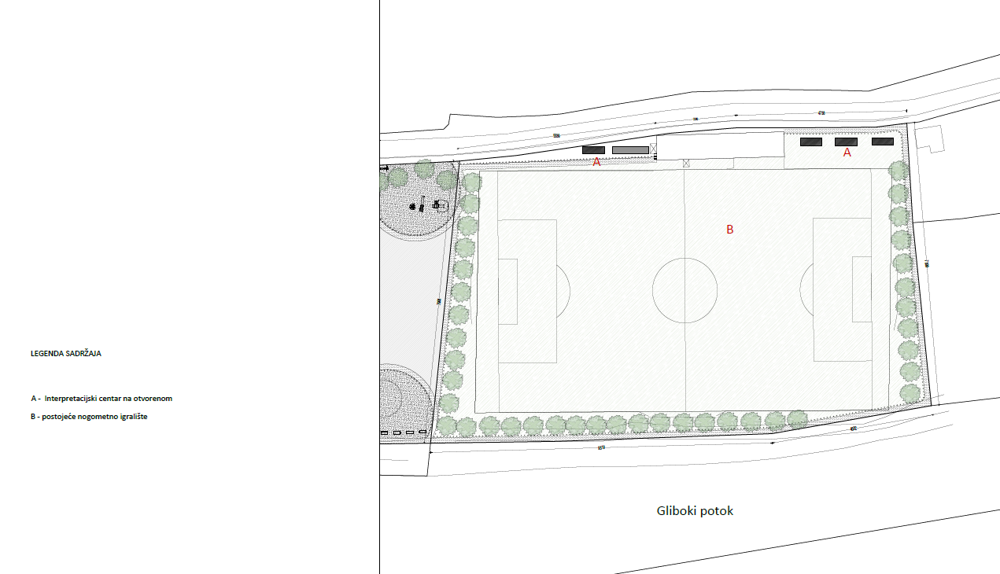 A
A
B
LEGENDA SADRŽAJA
A - Interpretacijski centar na otvorenom
B - postojeće nogometno igralište
Gliboki potok